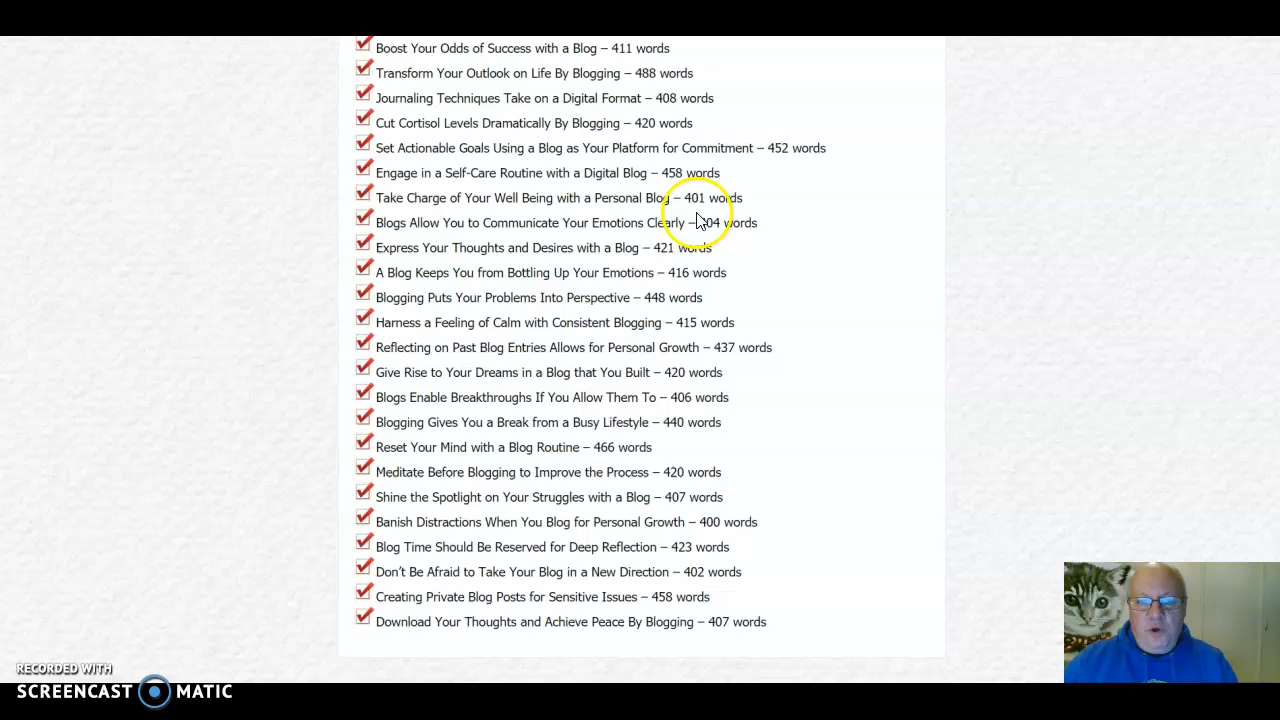 Boost Your Odds of Success with a Blog – 411 words
Transform Your Outlook on Life By Blogging – 488 words
Journaling Techniques Take on a Digital Format – 408 words
Cut Cortisol Levels Dramatically By Blogging – 420 words
Set Actionable Goals Using a Blog as Your Platform for Commitment – 452 words
Engage in a Self-Care Routine with a Digital Blog – 458 words
Take Charge of Your Well Being with a Personal Blog – 401 words
Blogs Allow You to Communicate Your Emotions Clearly – words
Express Your Thoughts and Desires with a Blog – 421 words
A Blog Keeps You from Bottling Up Your Emotions – 416 words
Blogging Puts Your Problems Into Perspective – 448 words
Harness a Feeling of Calm with Consistent Blogging – 415 words
Reflecting on Past Blog Entries Allows for Personal Growth – 437 words
Give Rise to Your Dreams in a Blog that You Built – 420 words
Blogs Enable Breakthroughs If You Allow Them To – 406 words
Blogging Gives You a Break from a Busy Lifestyle – 440 words
Reset Your Mind with a Blog Routine – 466 words
Meditate Before Blogging to Improve the Process – 420 words
Shine the Spotlight on Your Struggles with a Blog – 407 words
Banish Distractions When You Blog for Personal Growth – 400 words
Blog Time Should Be Reserved for Deep Reflection – 423 words
Don't Be Afraid to Take Your Blog in a New Direction – 402 words
Creating Private Blog Posts for Sensitive Issues – 458 words
Download Your Thoughts and Achieve Peace By Blogging – 407 words
RECORDED WITH
SCREENCAST MATIC